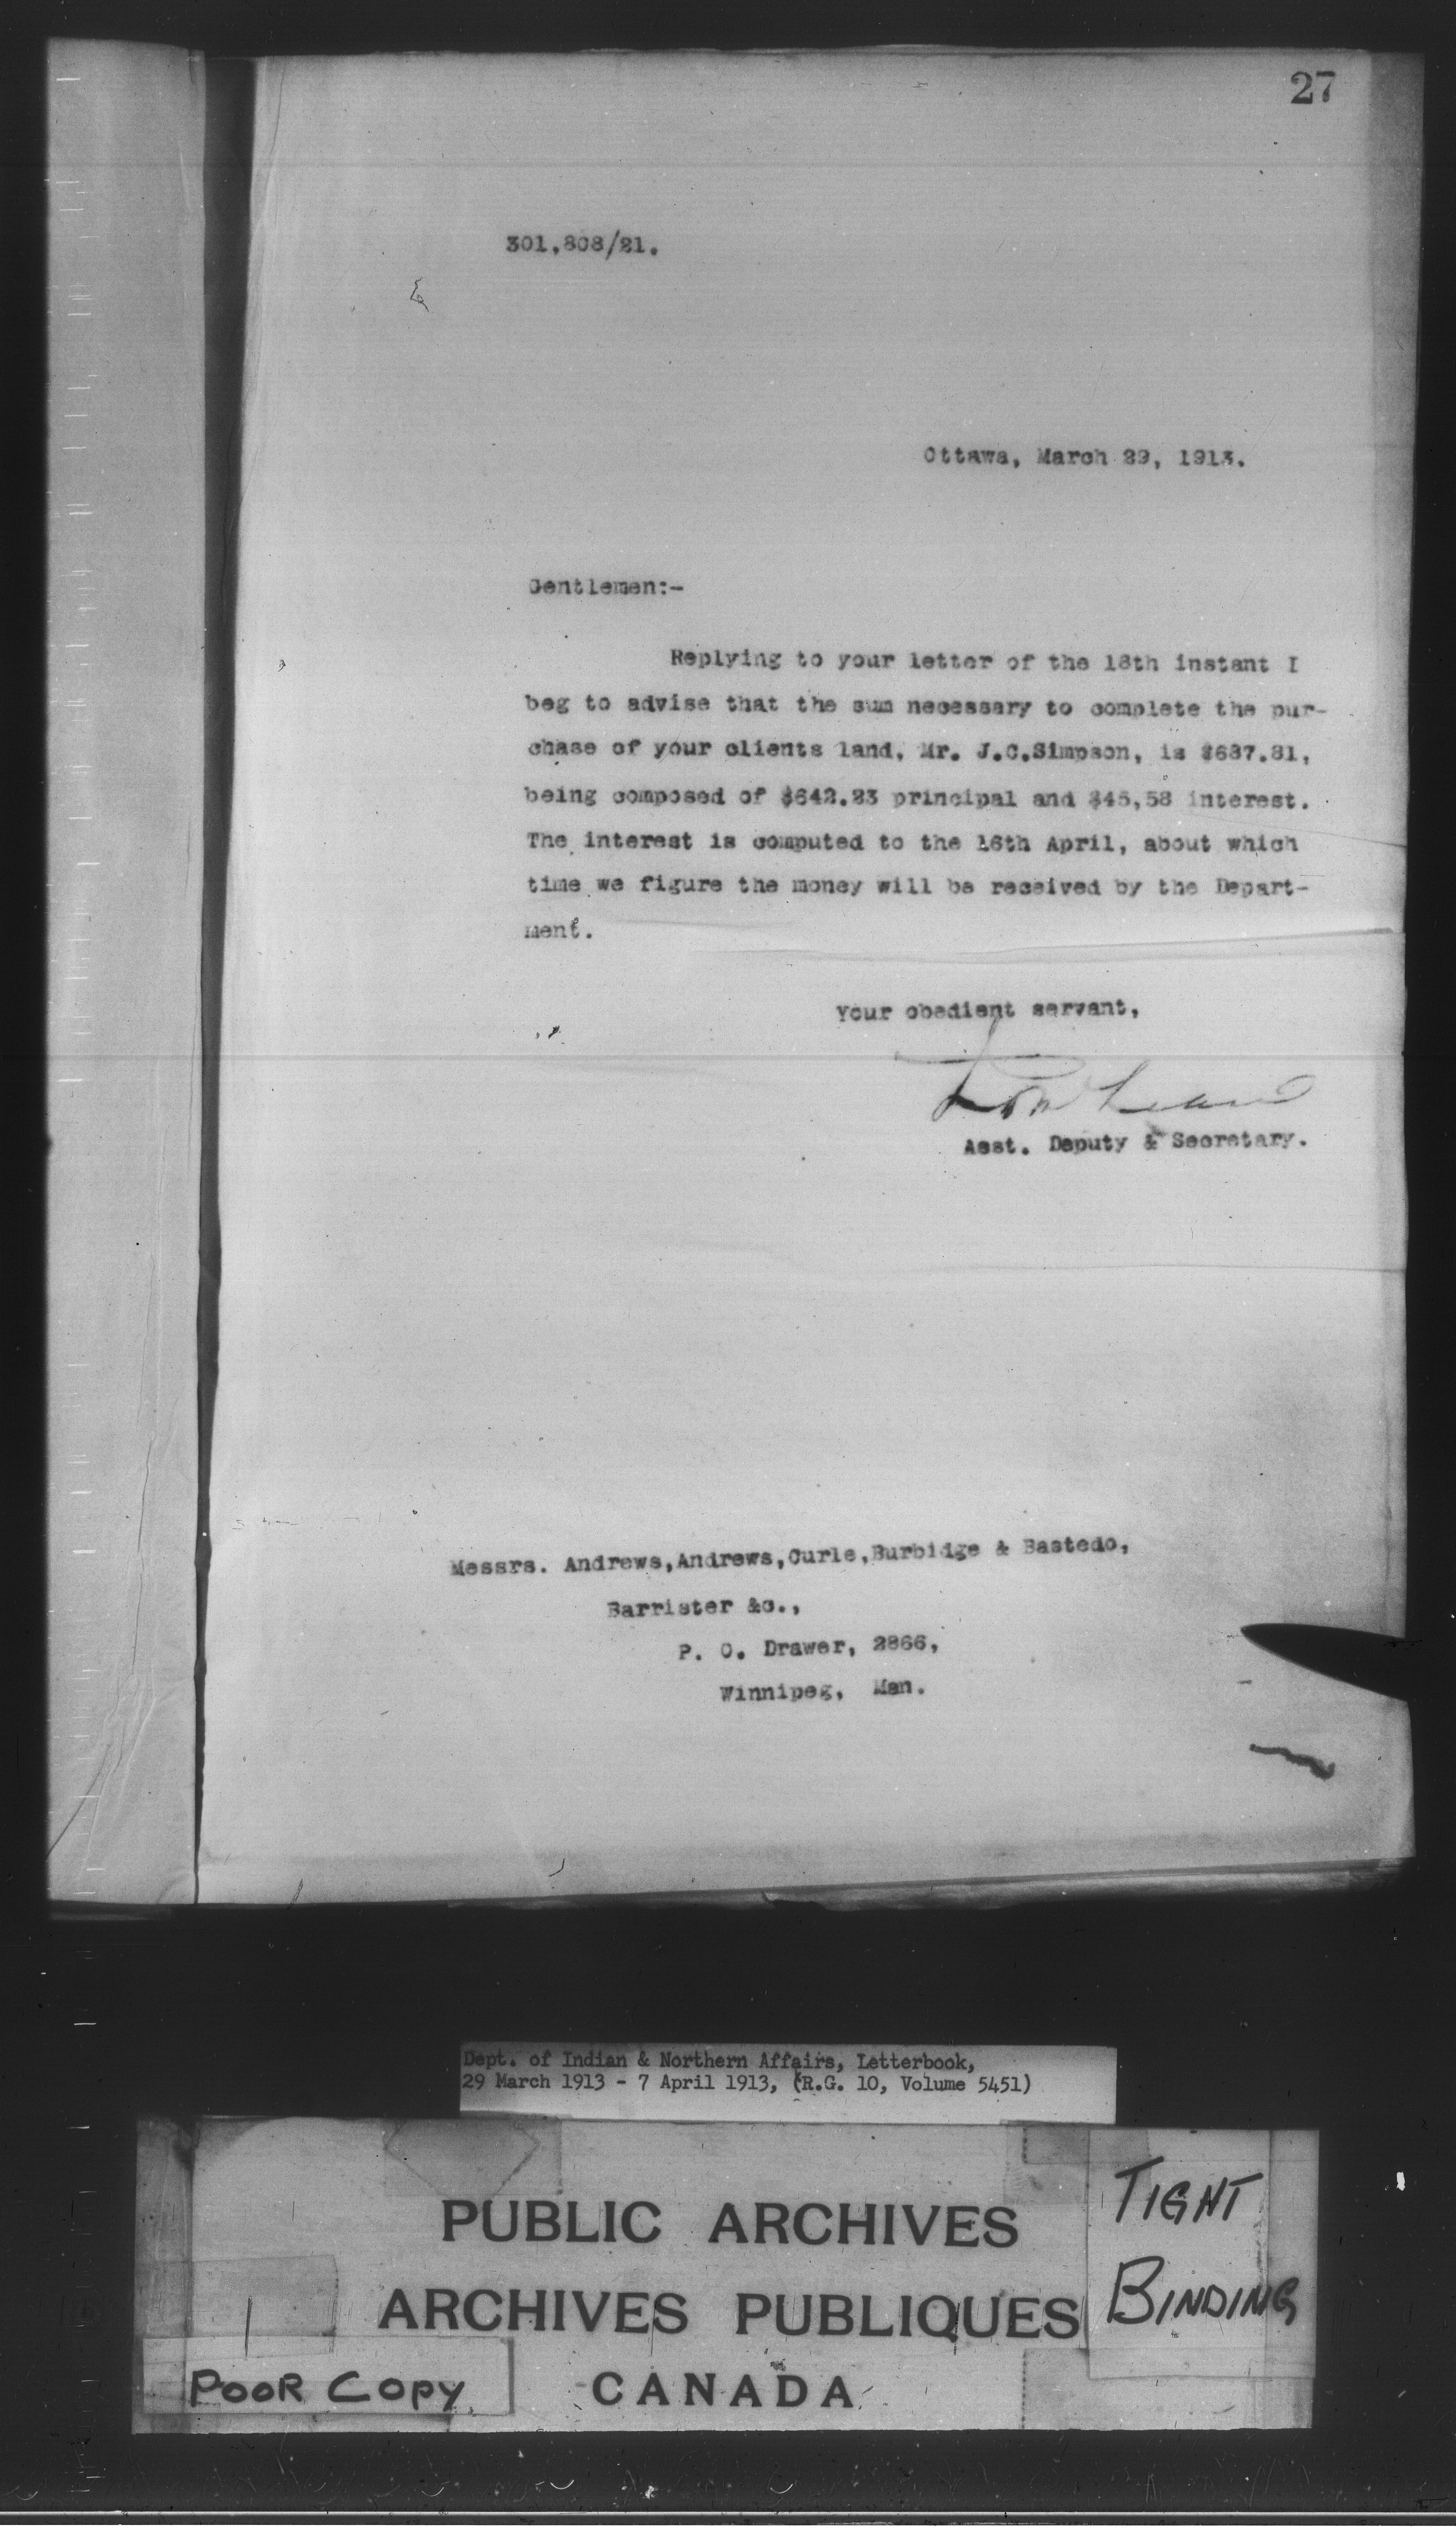 27
301,808/21.
Ottawa, March 29, 1913.
Gentlemen:-
Replying to your letter of the 18th instant I
beg to advise that the sum necessary to complete the pur-
chase of your clients land, Mr. J.C.Simpson, is $687.81,
being composed of $642.23 principal and $45,58 interest.
The interest is computed to the 16th April, about which
time we figure the money will be received by the Depart-
ment.
Your obedient servant,
Asst. Deputy & Secretary.
Messrs. Andrews,Andrews,Curle,Burbidge & Bastedo,
Barrister &c.,
P. O. Drawer, 2866,
Winnipeg, Man.
Dept. of Indian & Northern Affairs, Letterbook,
29 March 1913 - 7 April 1913, (R.G. 10, Volume 5451)
PUBLIC ARCHIVES
ARCHIVES PUBLIQUES
CANADA
TIGHT
BINDING
POOR COPY